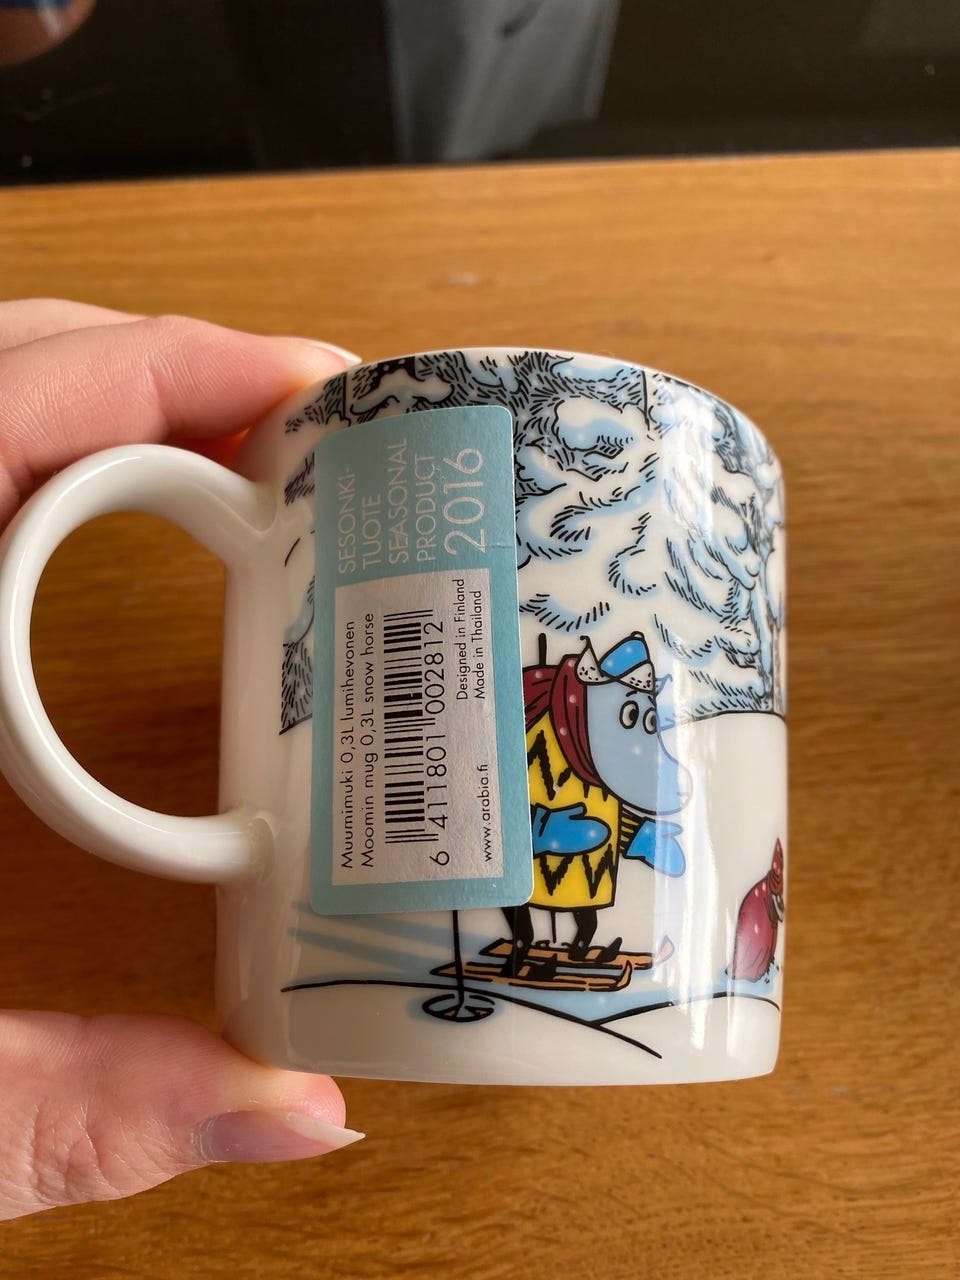 SESONKI-
TUOTE
SEASONAL
PRODUCT
2016
Muumimuki 0,3L lumihevonen
Moomin mug 0,3L snow horse
6 411801 002812
Designed in Finland
Made in Thailand
www.arabia.fi